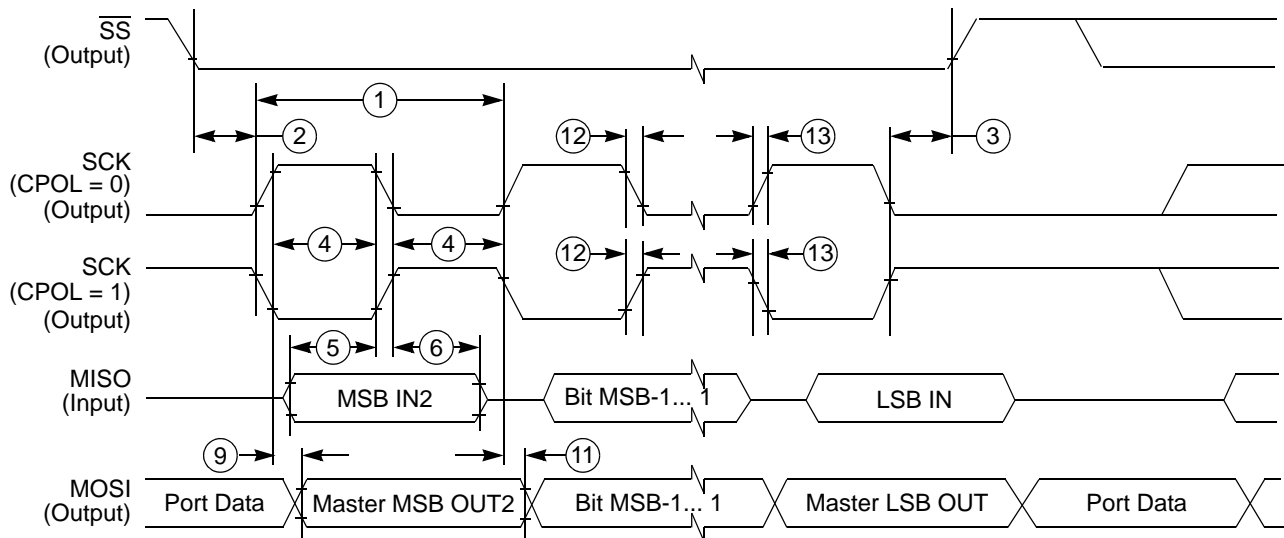 SS
(Output)
1
2
12
13
3
SCK
(CPOL = 0)
(Output)
4
4
SCK
(CPOL = 1)
(Output)
12
13
5
6
MISO
(Input)
MSB IN2
Bit MSB-1... 1
LSB IN
9
11
MOSI
(Output)
Port Data
Master MSB OUT2
Bit MSB-1... 1
Master LSB OUT
Port Data